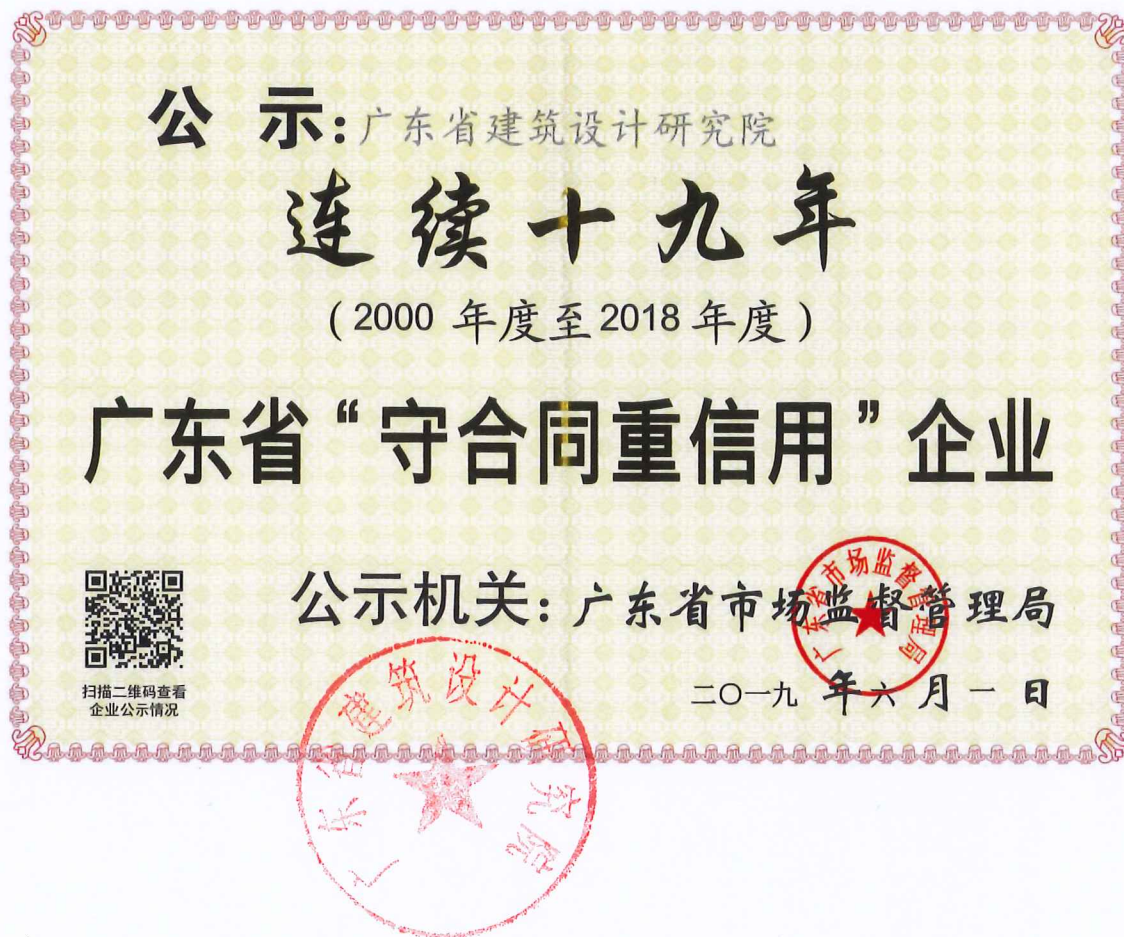 公示:广东省建筑设计研究院
连续十九年
(2000 年度至2018年度)
广东省“守合同重信用”企业
公示机关:广东省市场监督管理局
广东省市场监督管理局
二〇一九 年六月一日
扫描二维码查看
企业公示情况
广东省建筑设计研究院